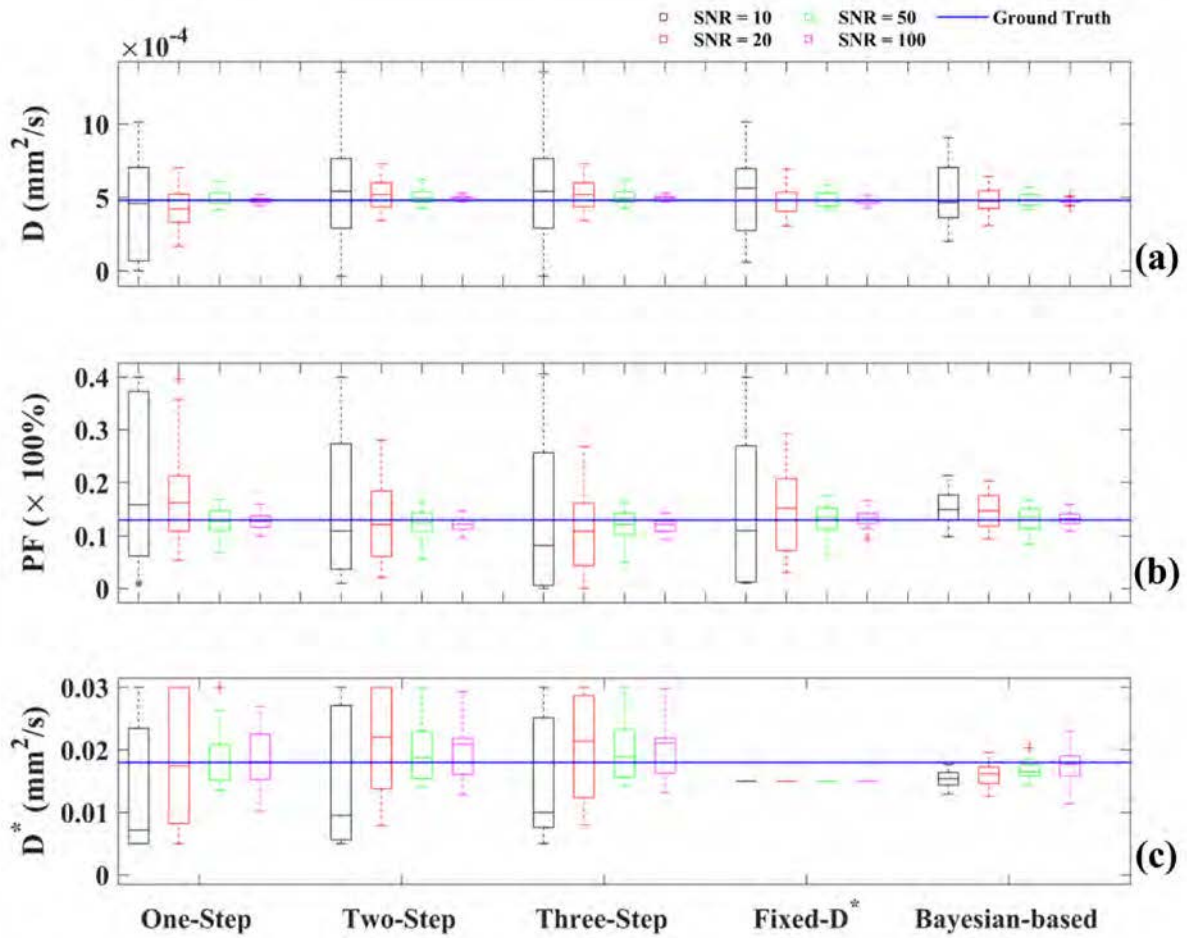 SNR = 10 SNR = 50 Ground Truth
SNR = 20 SNR = 100
×10⁻⁴
D (mm²/s)
10
5
0
(a)
PF (× 100%)
0.4
0.3
0.2
0.1
0
(b)
D* (mm²/s)
0.03
0.02
0.01
0
(c)
One-Step Two-Step Three-Step Fixed-D* Bayesian-based